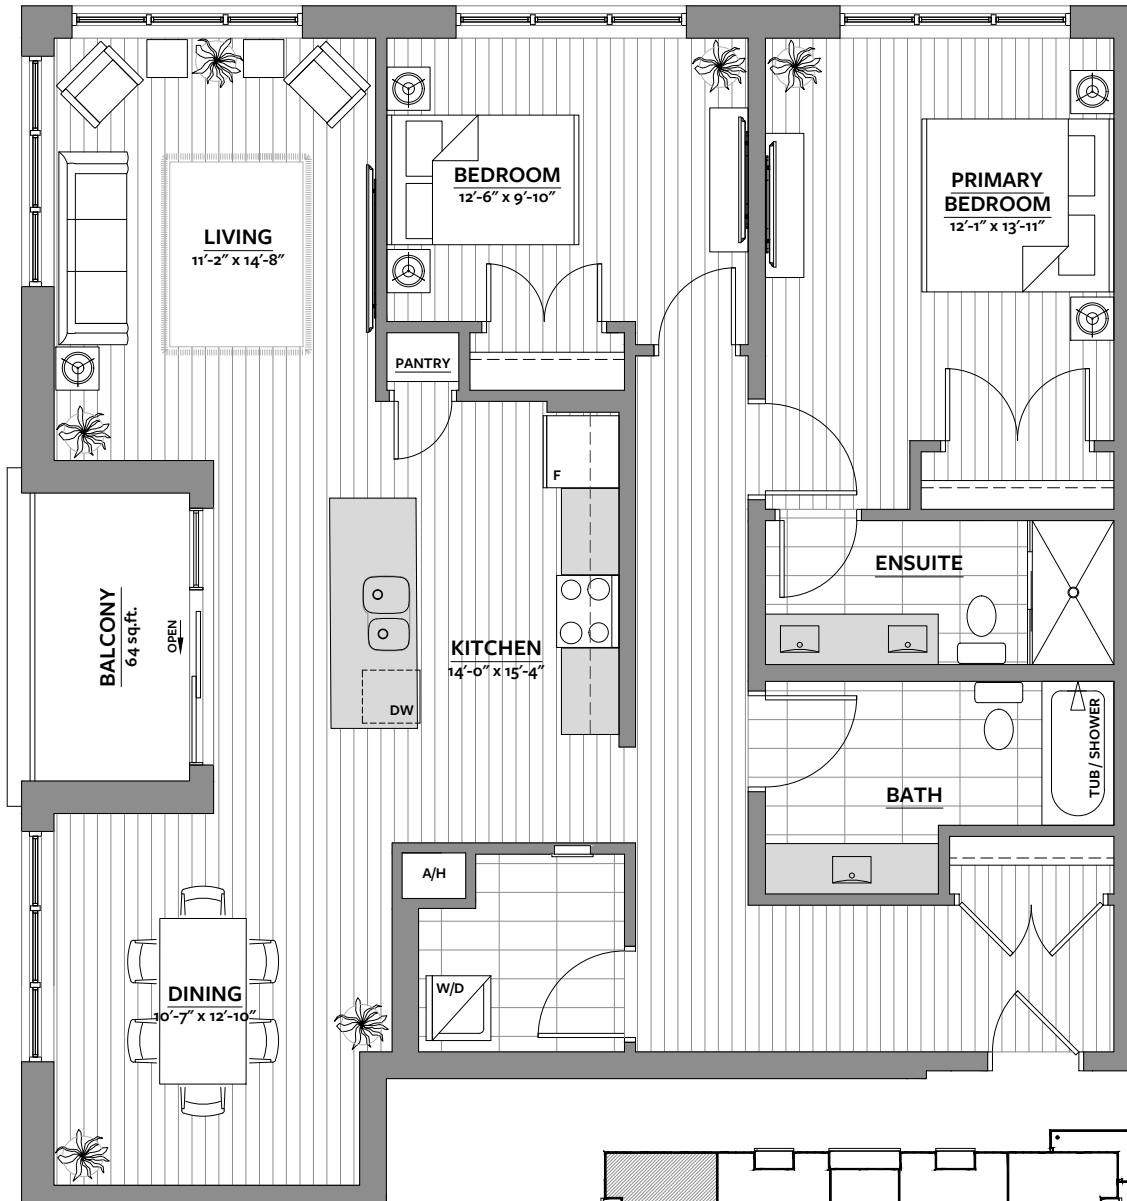 BEDROOM
12'-6" x 9'-10"
PRIMARY
BEDROOM
12'-1" x 13'-11"
LIVING
11'-2" x 14'-8"
PANTRY
F
ENSUITE
BALCONY
64 sq.ft.
OPEN
KITCHEN
14'-0" x 15'-4"
DW
TUB / SHOWER
BATH
A/H
W/D
DINING
10'-7" x 12'-10"